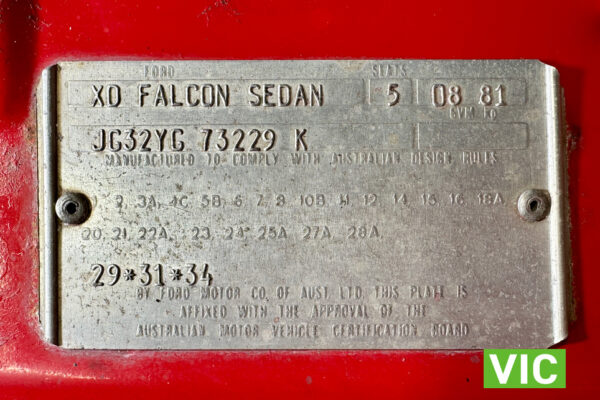 FORD SEATS
XD FALCON SEDAN 5 08 81
GVM KG
JG32YG 73229 K
MANUFACTURED TO COMPLY WITH AUSTRALIAN DESIGN RULES
2, 3A, 4C 5B, 6 7, 8 10B 11 12, 14 15, 16 18A
20, 21, 22A, 23, 24 25A 27A, 28A
29*31*34
BY FORD MOTOR CO. OF AUST. LTD. THIS PLATE IS
AFFIXED WITH THE APPROVAL OF THE
AUSTRALIAN MOTOR VEHICLE CERTIFICATION BOARD
VIC